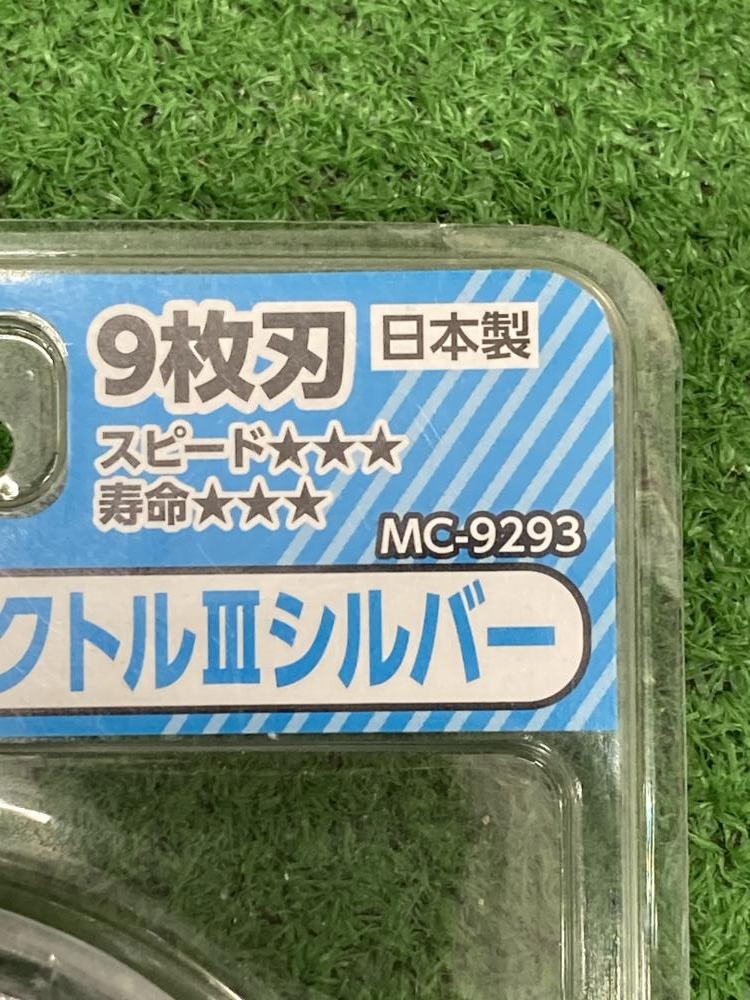 9枚刃
日本製
スピード★★★
寿命★★★
MC-9293
クトルⅢシルバー